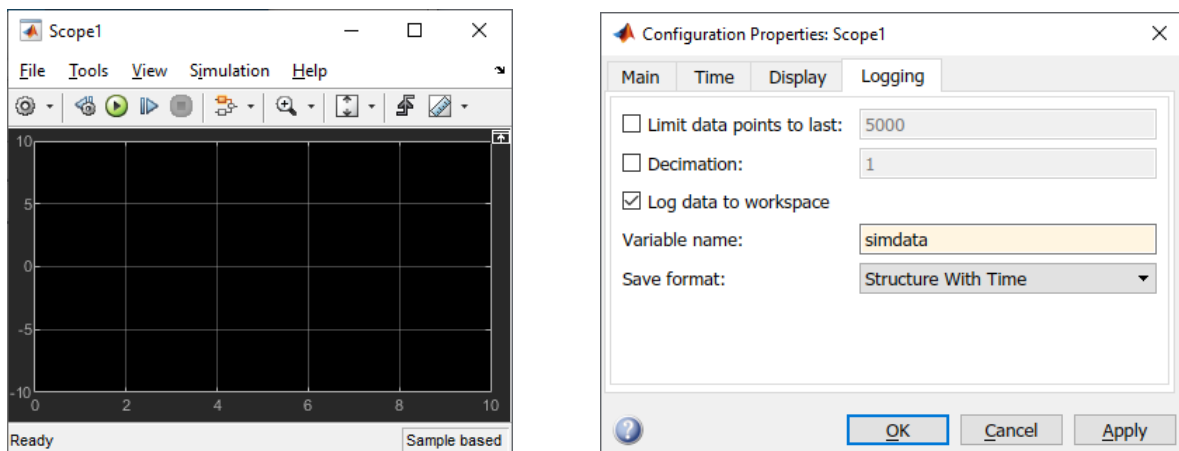 Scope1
File Tools View Simulation Help
10
5
0
-5
-10
0 2 4 6 8 10
Ready Sample based
Configuration Properties: Scope1
Main Time Display Logging
Limit data points to last: 5000
Decimation: 1
Log data to workspace
Variable name: simdata
Save format: Structure With Time
? OK Cancel Apply